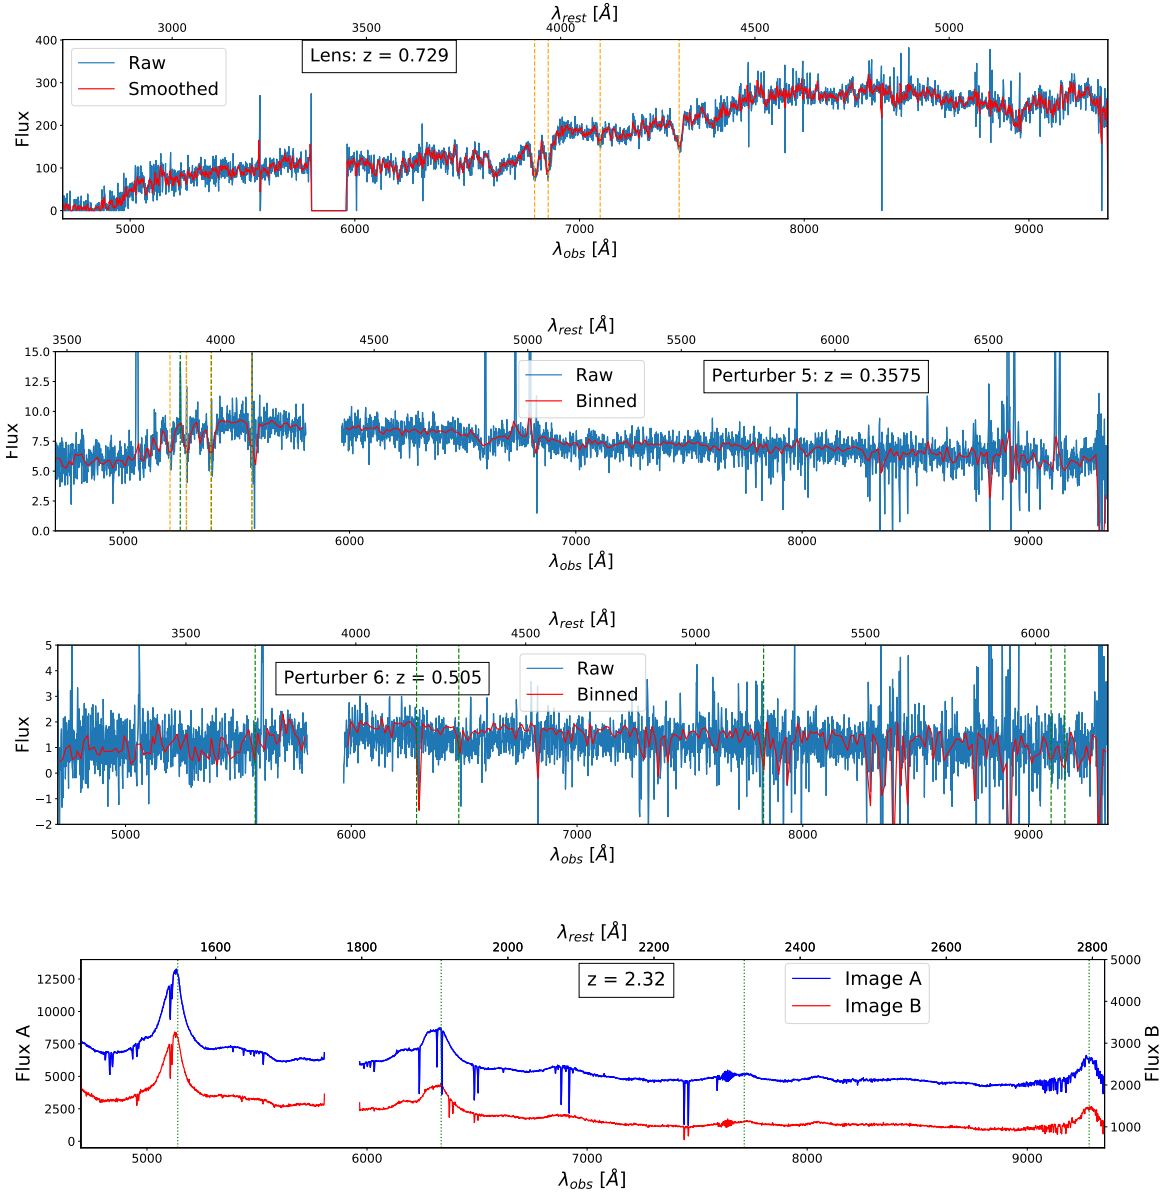 λrest [Å]
3000 3500 4000 4500 5000
400
300
200
100
0
Flux
Raw
Smoothed
Lens: z = 0.729
5000 6000 7000 8000 9000
λobs [Å]
λrest [Å]
3500 4000 4500 5000 5500 6000 6500
15.0
12.5
10.0
7.5
5.0
2.5
0.0
Flux
Raw
Binned
Perturber 5: z = 0.3575
5000 6000 7000 8000 9000
λobs [Å]
λrest [Å]
3500 4000 4500 5000 5500 6000
5
4
3
2
1
0
−1
−2
Flux
Perturber 6: z = 0.505
Raw
Binned
5000 6000 7000 8000 9000
λobs [Å]
λrest [Å]
1600 1800 2000 2200 2400 2600 2800
12500
10000
7500
5000
2500
0
Flux A
z = 2.32
Image A
Image B
5000
4000
3000
2000
1000
Flux B
5000 6000 7000 8000 9000
λobs [Å]